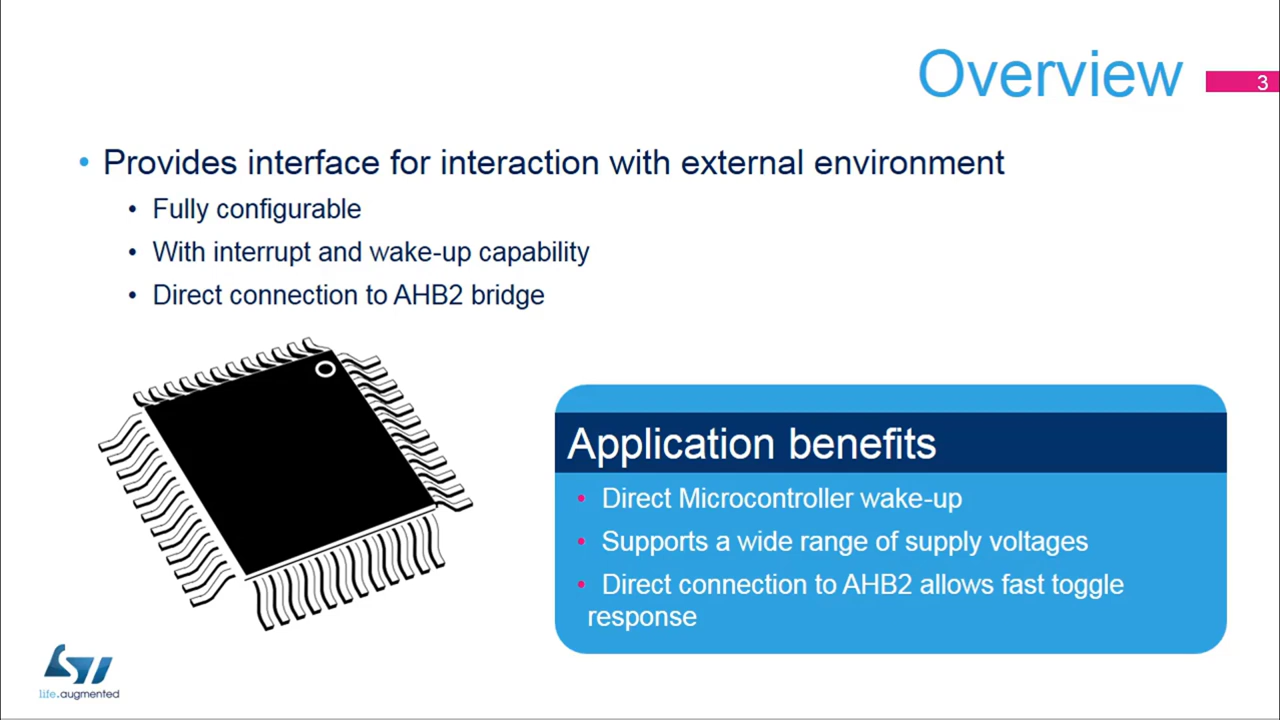 Overview
3
• Provides interface for interaction with external environment
• Fully configurable
• With interrupt and wake-up capability
• Direct connection to AHB2 bridge
Application benefits
• Direct Microcontroller wake-up
• Supports a wide range of supply voltages
• Direct connection to AHB2 allows fast toggle
response
ST
life.augmented